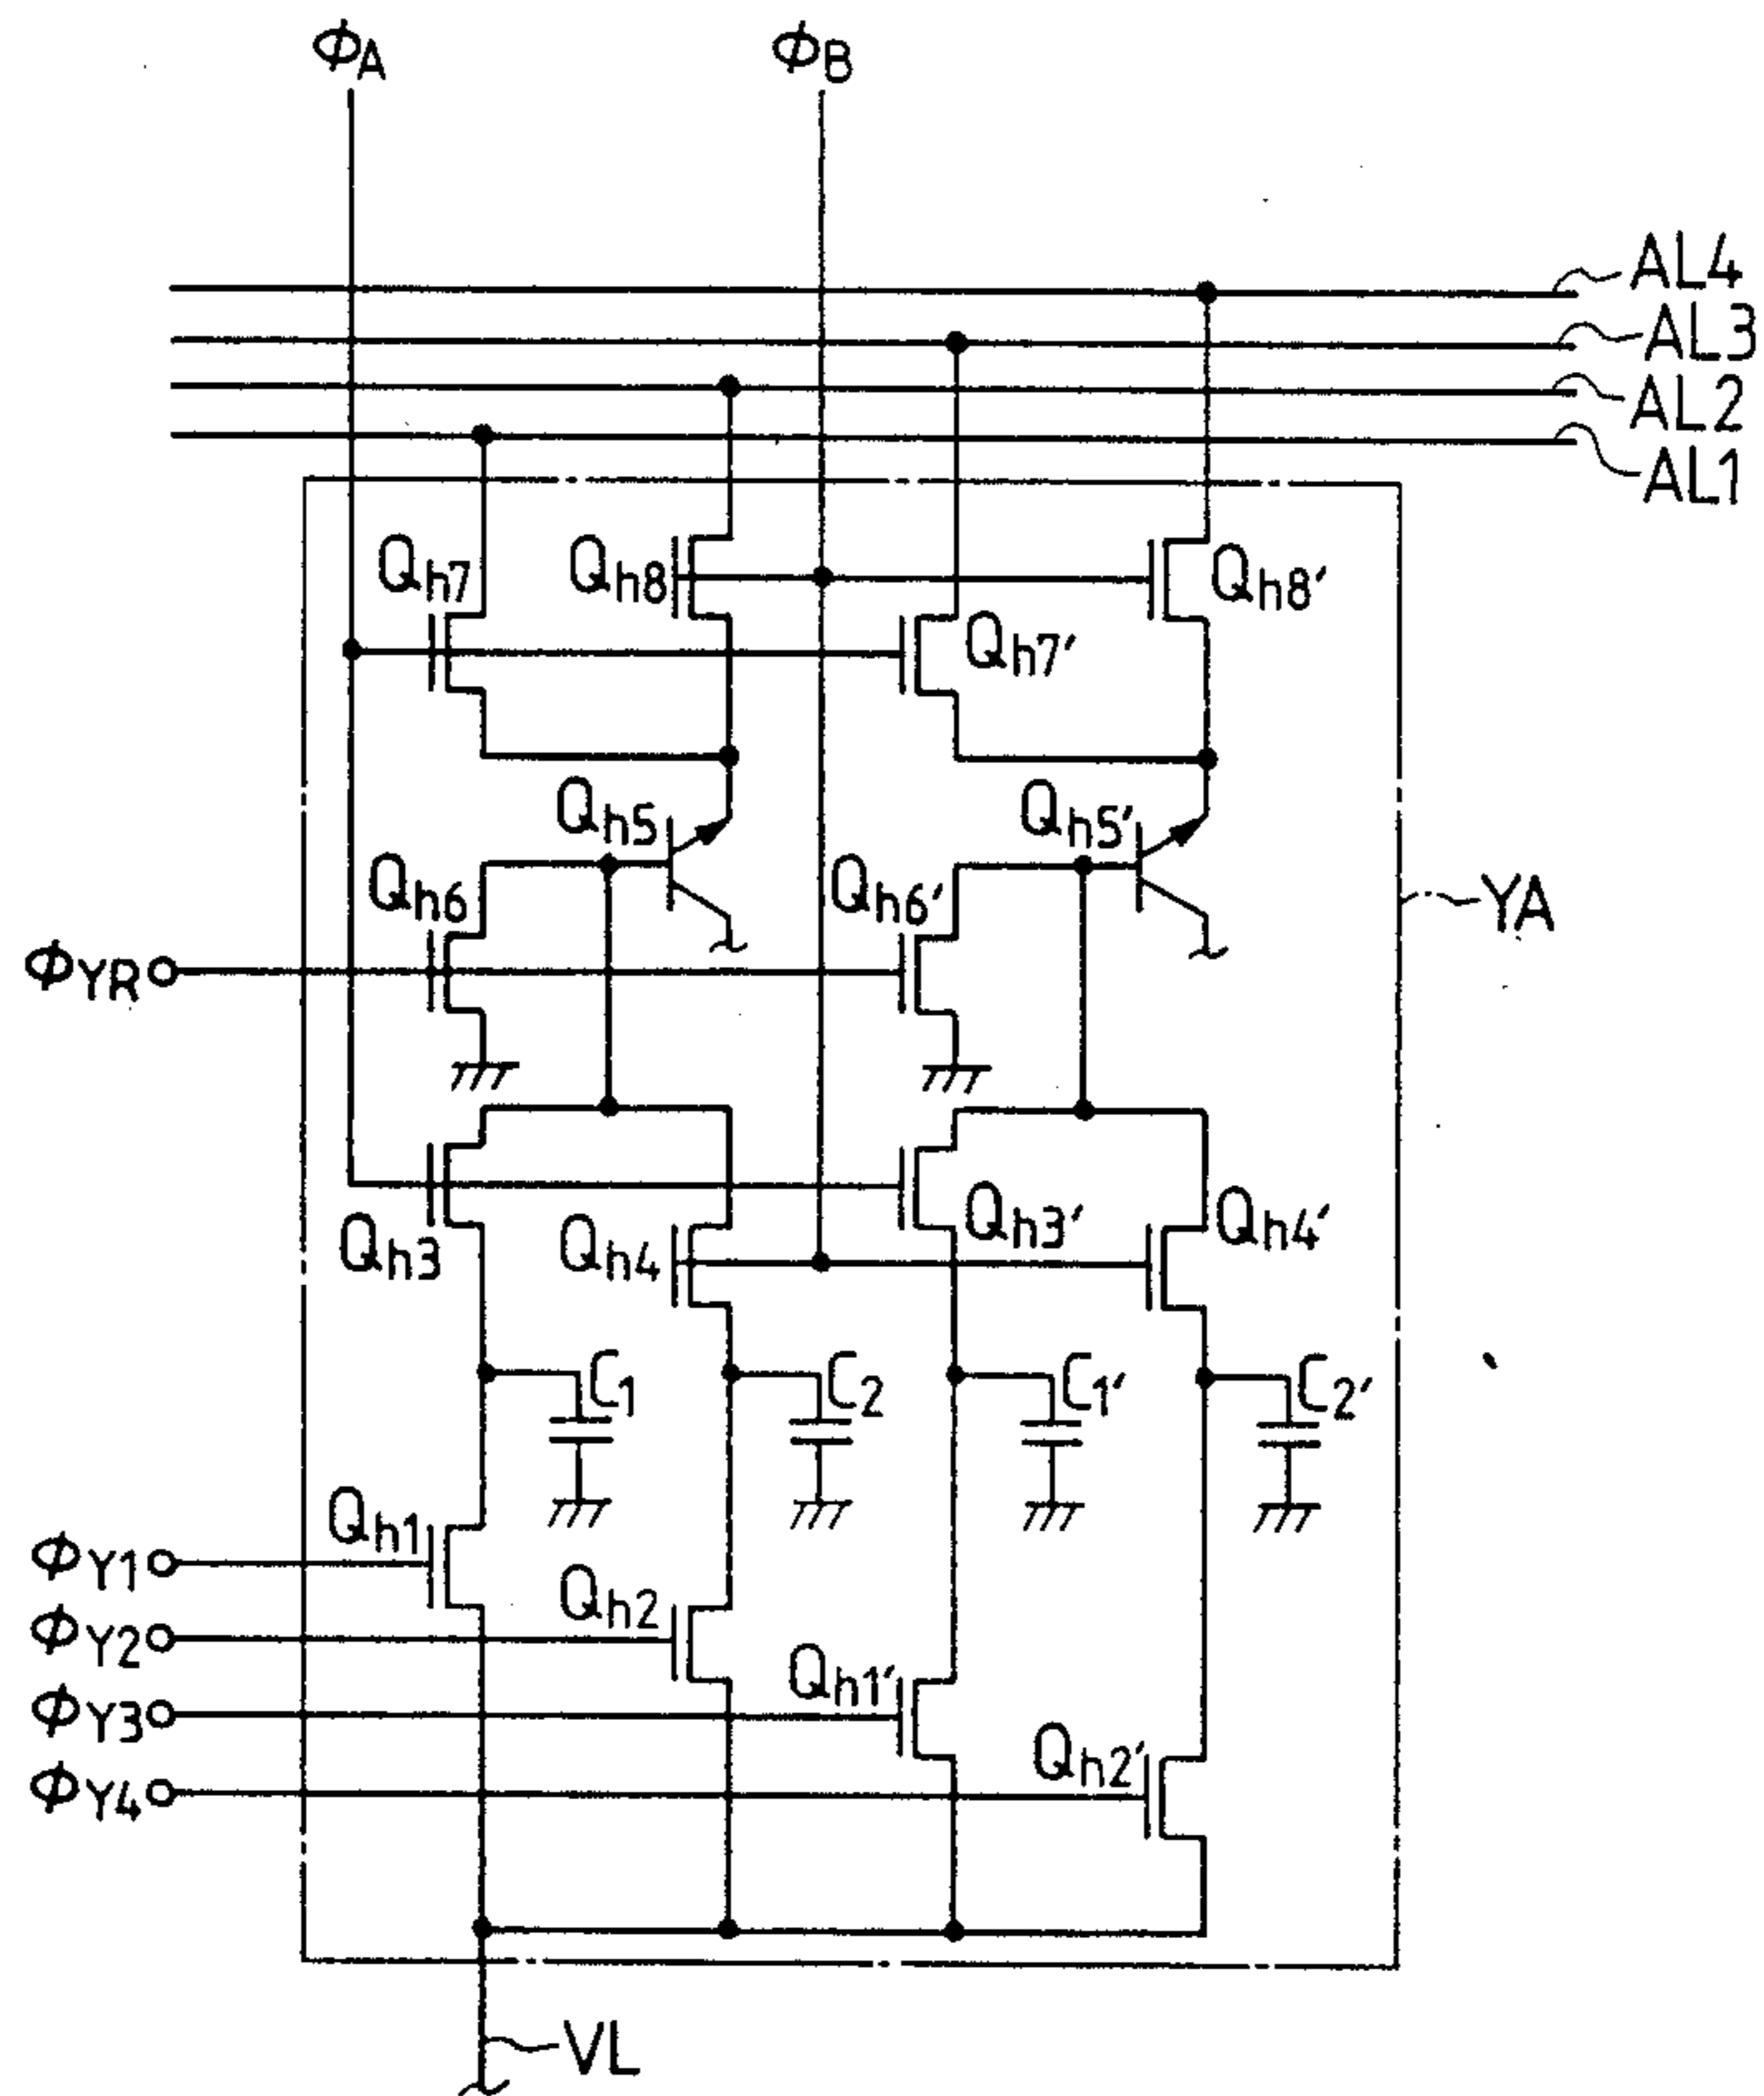 ΦA
ΦB
AL4
AL3
AL2
AL1
Qh7
Qh8
Qh8'
Qh7'
Qh5
Qh5'
Qh6
Qh6'
YA
ΦYR
Qh3
Qh4
Qh3'
Qh4'
C1
C2
C1'
C2'
Qh1
ΦY1
Qh2
ΦY2
Qh1'
ΦY3
Qh2'
ΦY4
VL